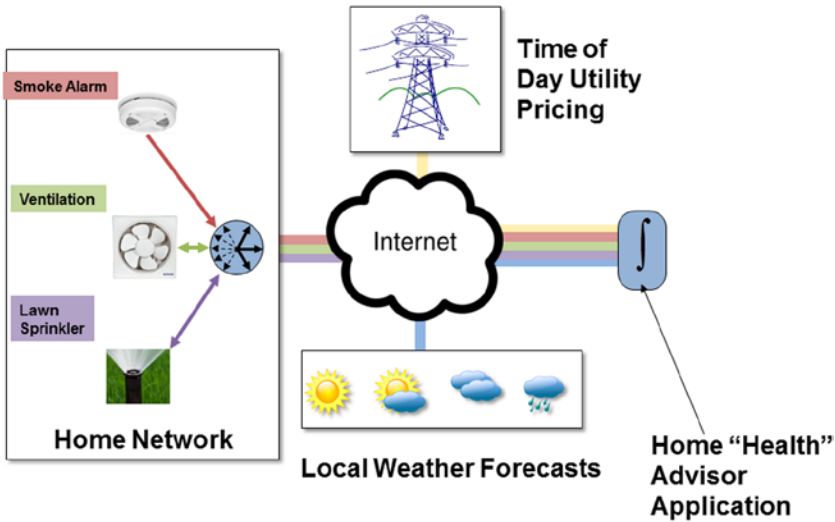 Smoke Alarm
Ventilation
Lawn
Sprinkler
Home Network
Time of
Day Utility
Pricing
Internet
∫
Local Weather Forecasts
Home “Health”
Advisor
Application